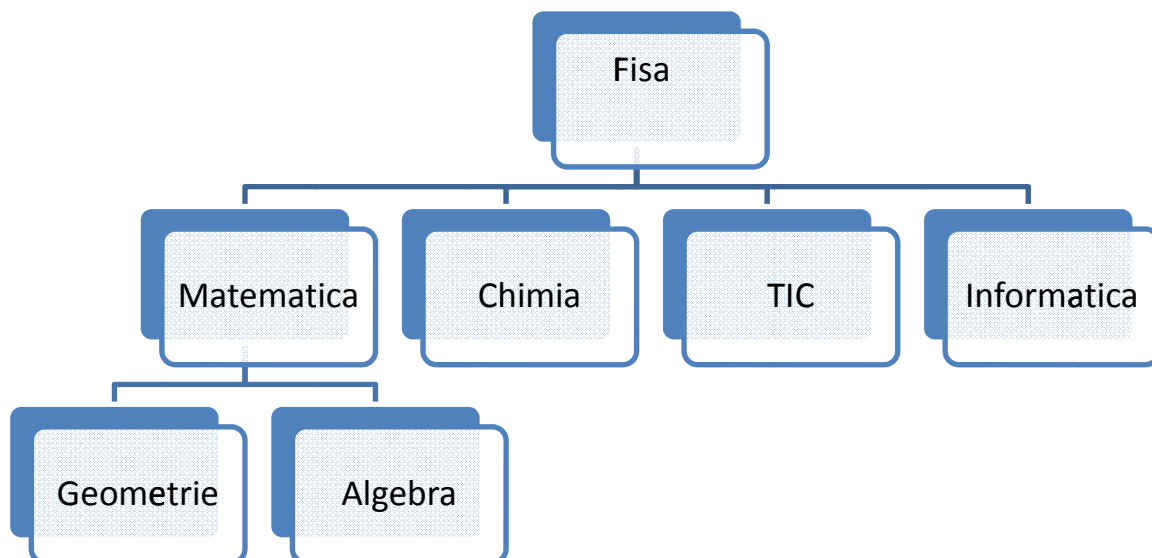 Fisa
Matematica
Chimia
TIC
Informatica
Geometrie
Algebra